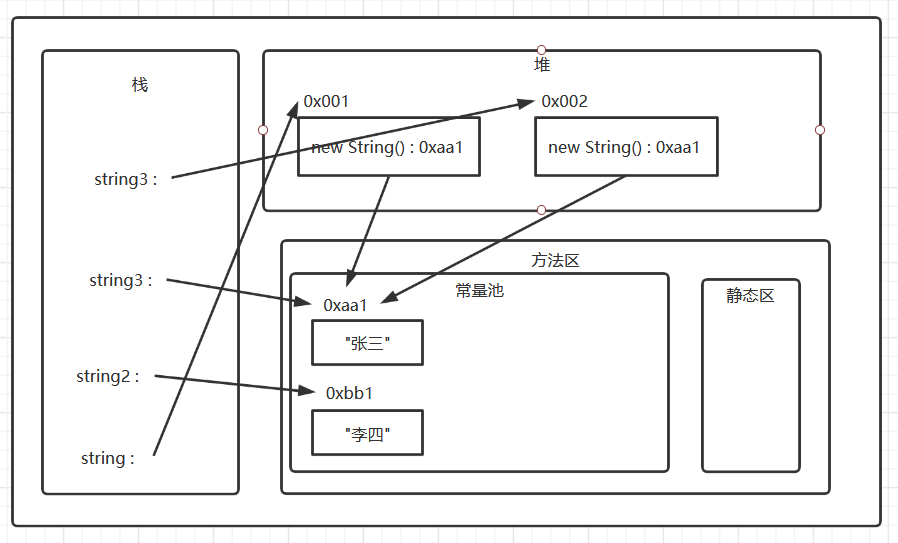 栈
string3 :
string3 :
string2 :
string :
堆
0x001
0x002
new String() : 0xaa1
new String() : 0xaa1
方法区
常量池
0xaa1
"张三"
0xbb1
"李四"
静态区